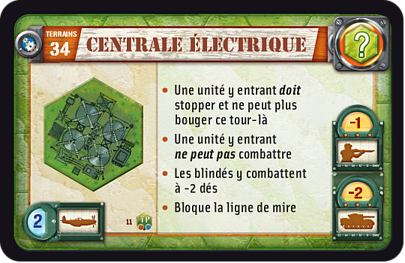 TERRAINS
34
CENTRALE ÉLECTRIQUE
?
• Une unité y entrant doit
stopper et ne peut plus
bouger ce tour-là
• Une unité y entrant
ne peut pas combattre
• Les blindés y combattent
à -2 dés
• Bloque la ligne de mire
-1
-2
2
11